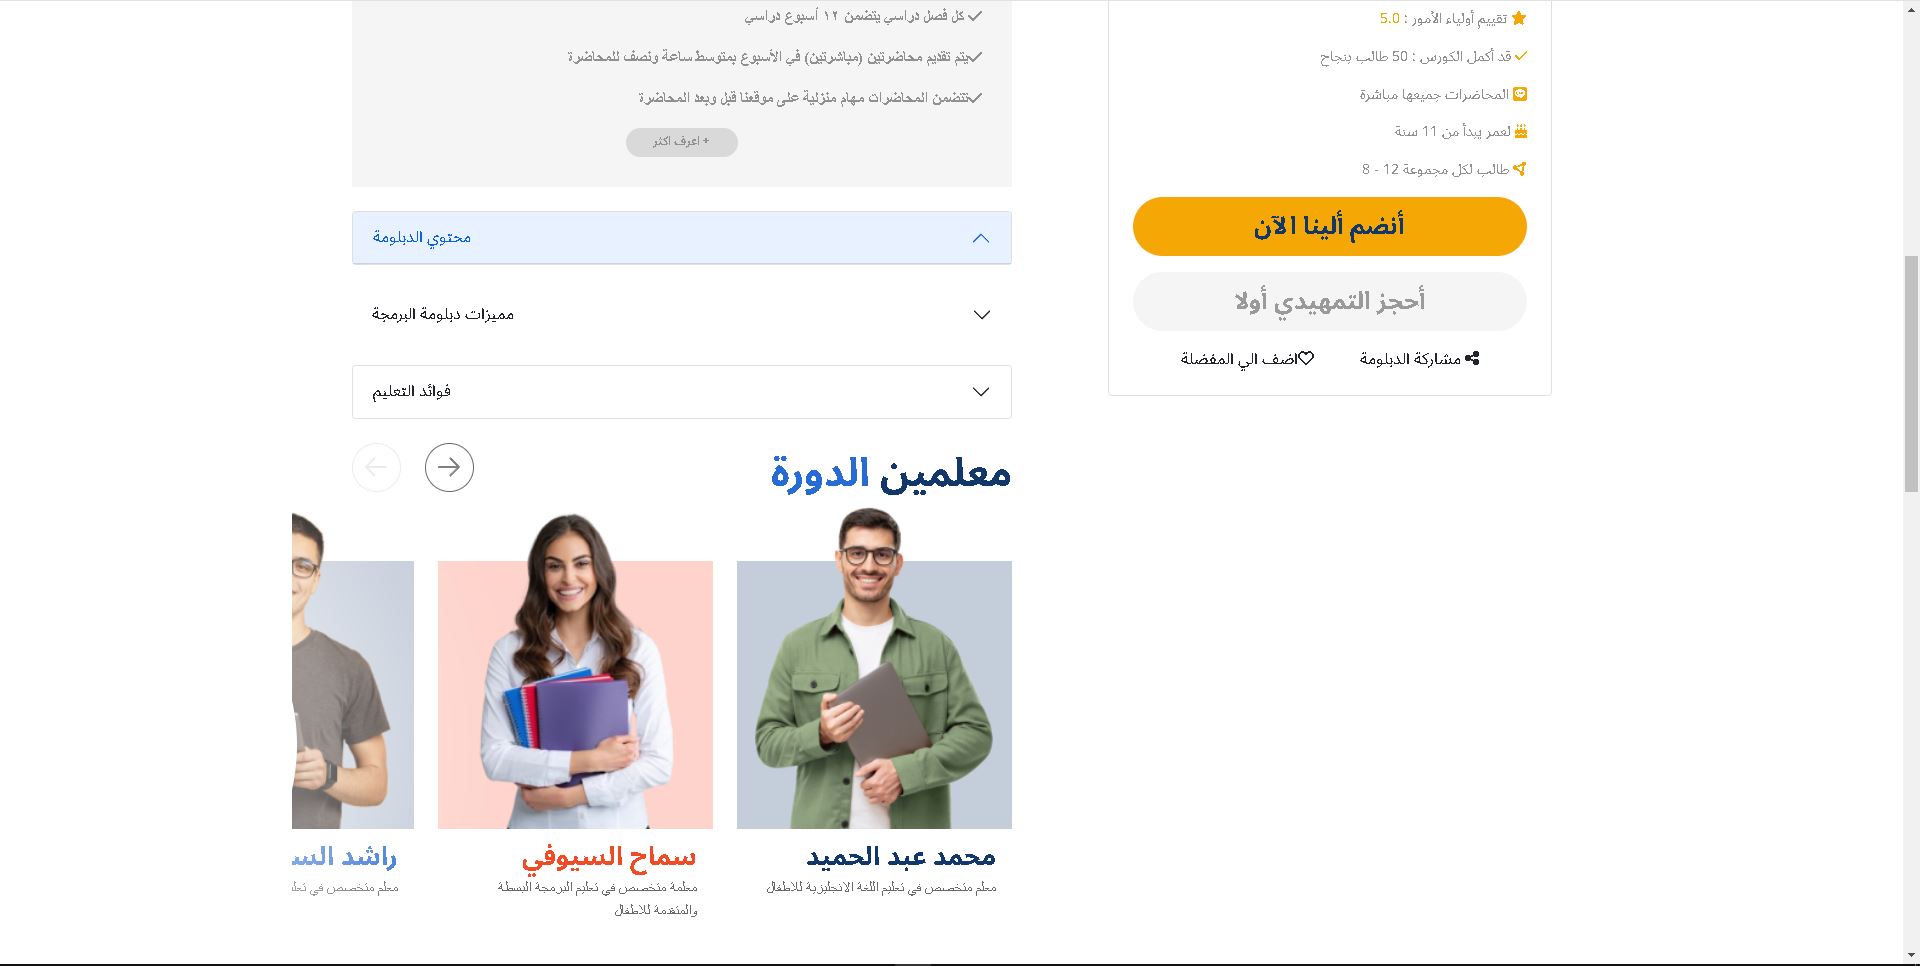 تقييم أولياء الأمور : 5.0
قد أكمل الكورس : 50 طالب بنجاح
المحاضرات جميعها مباشرة
لعمر يبدأ من 11 سنة
طالب لكل مجموعة 12 - 8
أنضم ألينا الآن
أحجز التمهيدي أولا
مشاركة الدبلومة
اضف الي المفضلة
كل فصل دراسي يتضمن ١٢ أسبوع دراسي
يتم تقديم محاضرتين (مباشرتين) في الأسبوع بمتوسط ساعة ونصف للمحاضرة
تتضمن المحاضرات مهام منزلية على موقعنا قبل وبعد المحاضرة
+ اعرف اكثر
محتوي الدبلومة
مميزات دبلومة البرمجة
فوائد التعليم
معلمين الدورة
محمد عبد الحميد
معلم متخصص في تعليم اللغة الانجليزية للاطفال
سماح السيوفي
معلمة متخصص في تعليم البرمجة البسطة
والمتقدمة للاطفال
راشد
معلم متخصص في